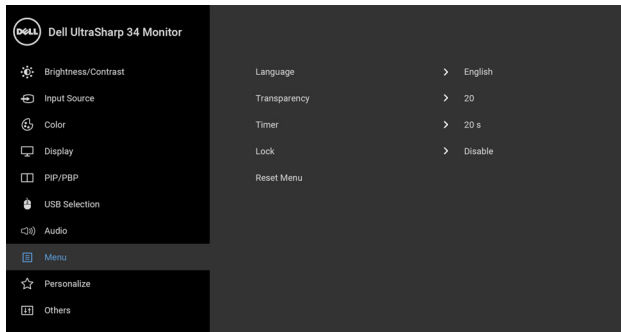 DELL Dell UltraSharp 34 Monitor
Brightness/Contrast
Input Source
Color
Display
PIP/PBP
USB Selection
Audio
Menu
Personalize
Others
Language > English
Transparency > 20
Timer > 20 s
Lock > Disable
Reset Menu